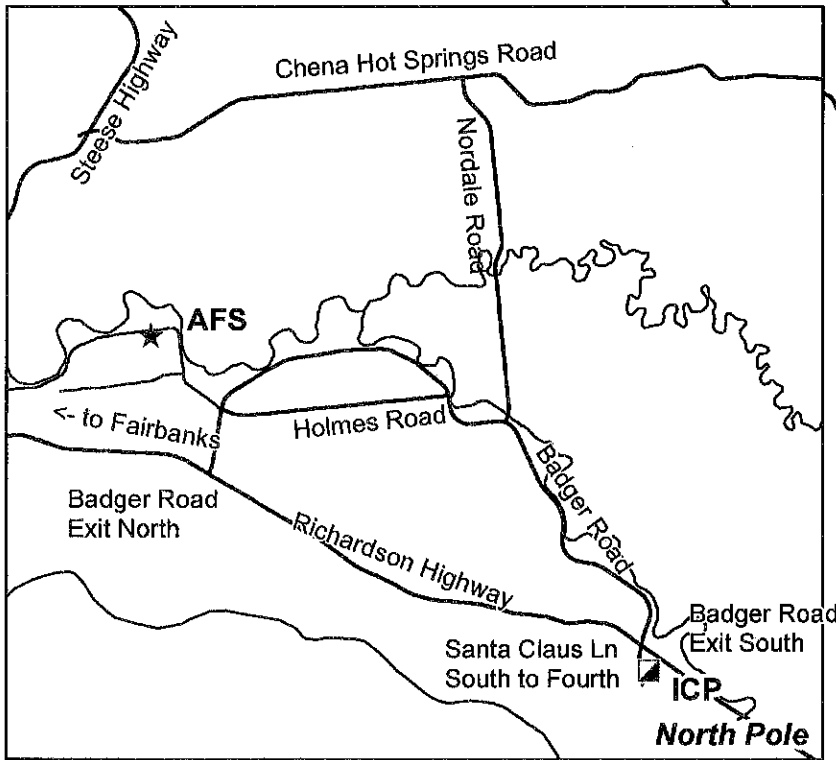 Steese Highway
Chena Hot Springs Road
Nordale Road
AFS
<- to Fairbanks
Holmes Road
Badger Road
Exit North
Badger Road
Richardson Highway
Badger Road
Exit South
Santa Claus Ln
South to Fourth
ICP
North Pole